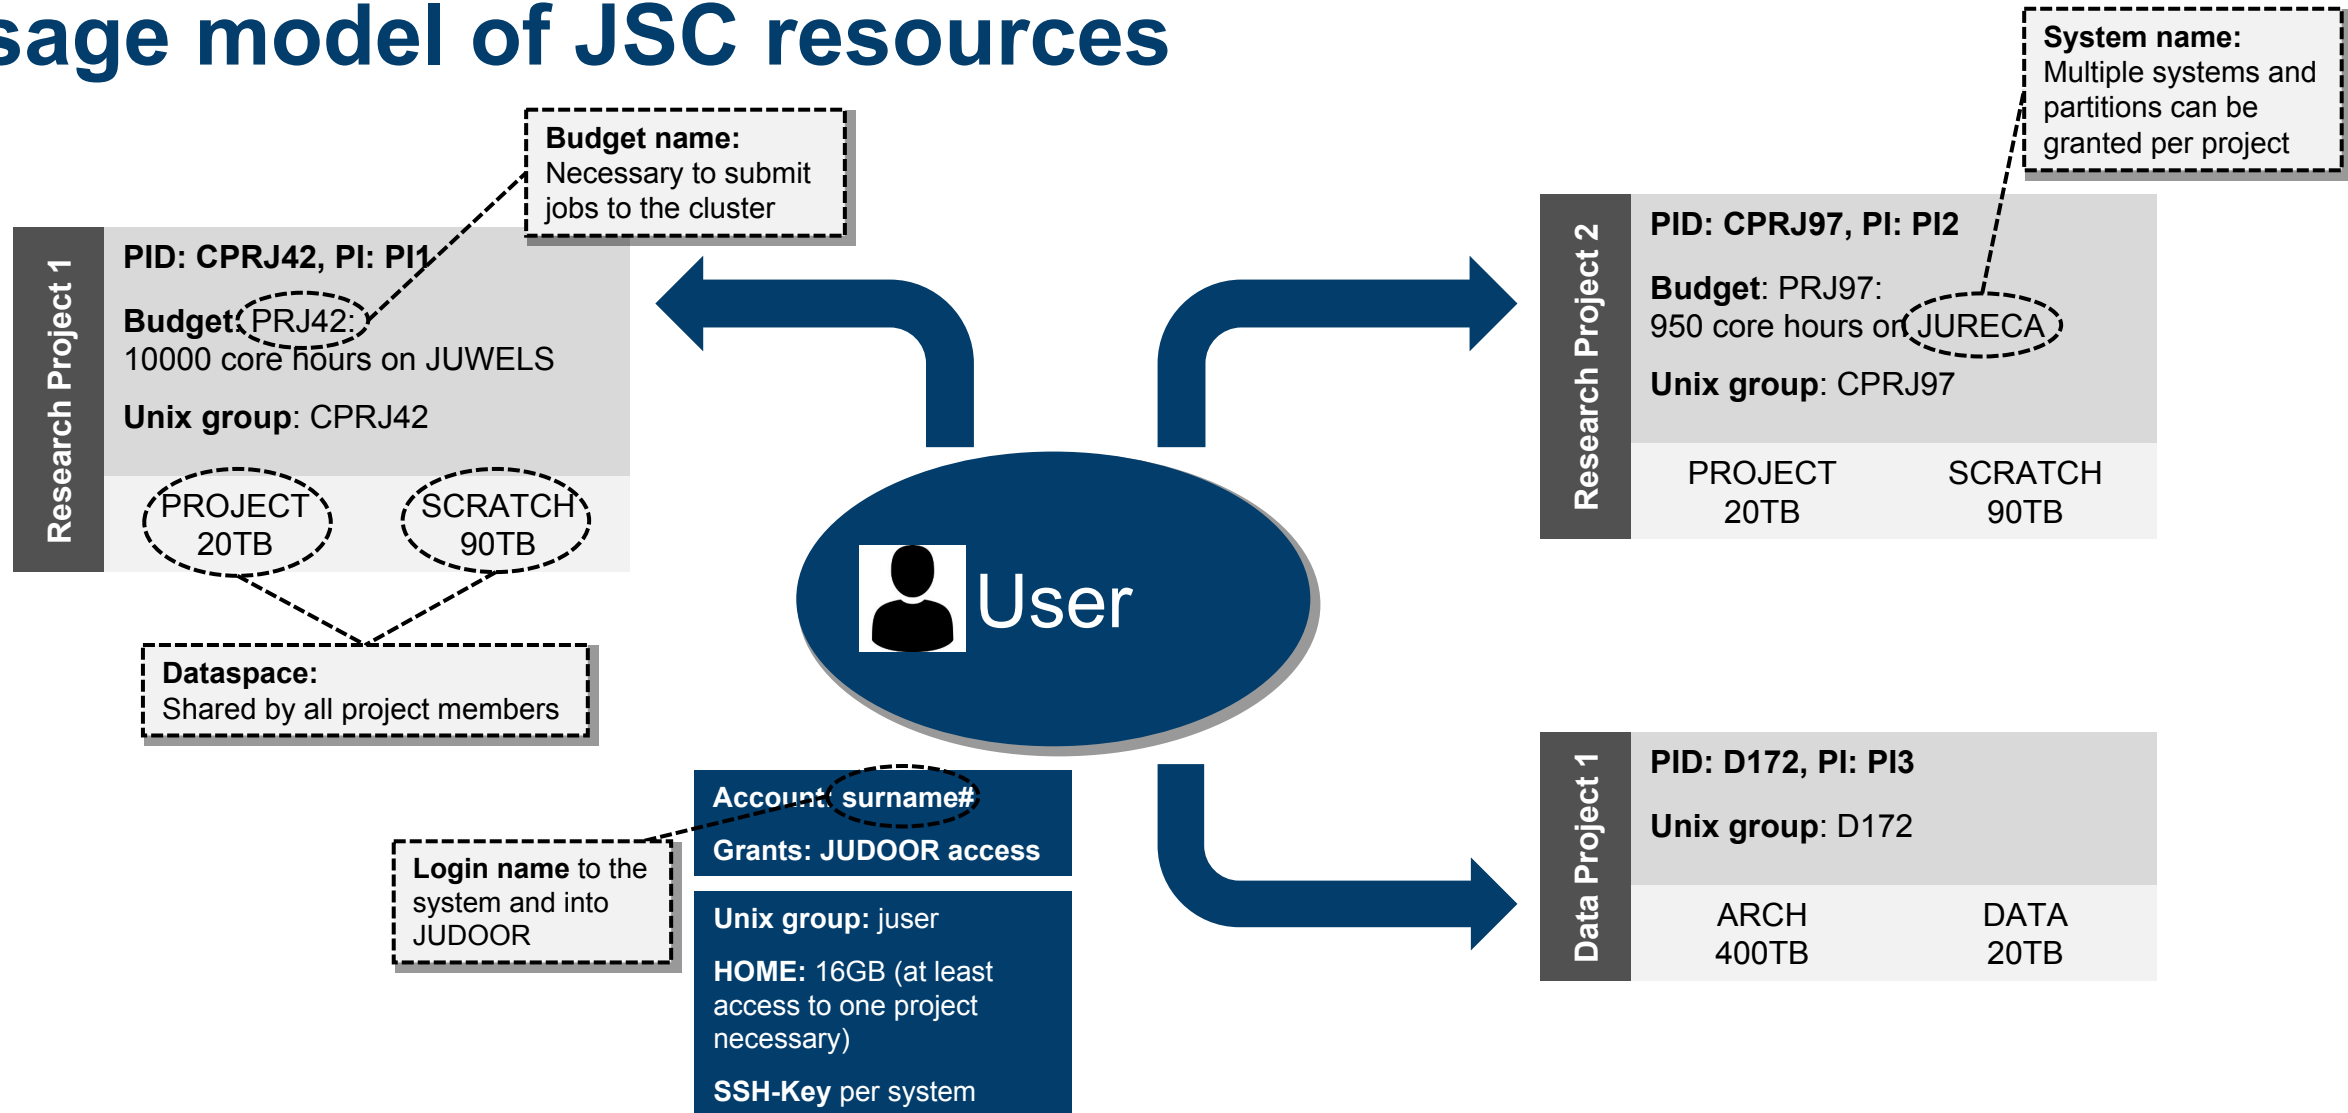 sage model of JSC resources
System name:
Multiple systems and
partitions can be
granted per project
Budget name:
Necessary to submit
jobs to the cluster
Research Project 1
PID: CPRJ42, PI: PI1
Budget: PRJ42:
10000 core hours on JUWELS
Unix group: CPRJ42
PROJECT
20TB
SCRATCH
90TB
Dataspace:
Shared by all project members
Research Project 2
PID: CPRJ97, PI: PI2
Budget: PRJ97:
950 core hours on JURECA
Unix group: CPRJ97
PROJECT
20TB
SCRATCH
90TB
User
Account: surname#
Grants: JUDOOR access
Login name to the
system and into
JUDOOR
Unix group: juser
HOME: 16GB (at least
access to one project
necessary)
SSH-Key per system
Data Project 1
PID: D172, PI: PI3
Unix group: D172
ARCH
400TB
DATA
20TB